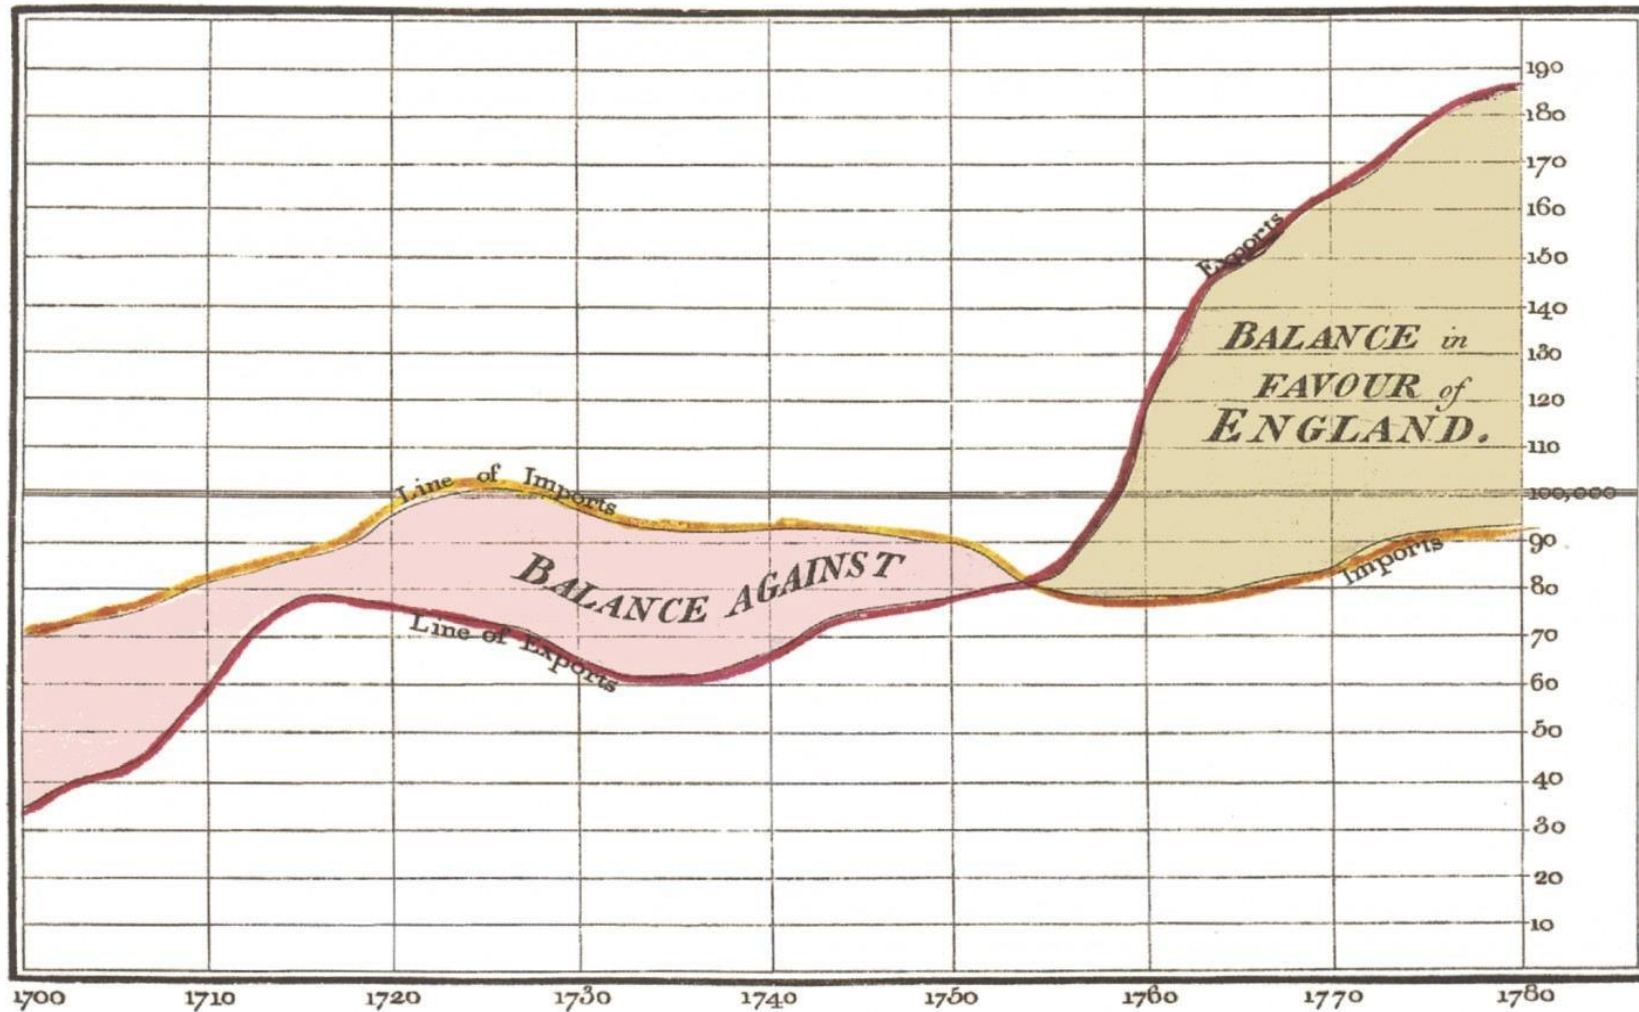 190
180
170
160
150
140
130
120
110
100,000
90
80
70
60
50
40
30
20
10
Exports
BALANCE in
FAVOUR of
ENGLAND.
Line of Imports
BALANCE AGAINST
Imports
Line of Exports
1700 1710 1720 1730 1740 1750 1760 1770 1780